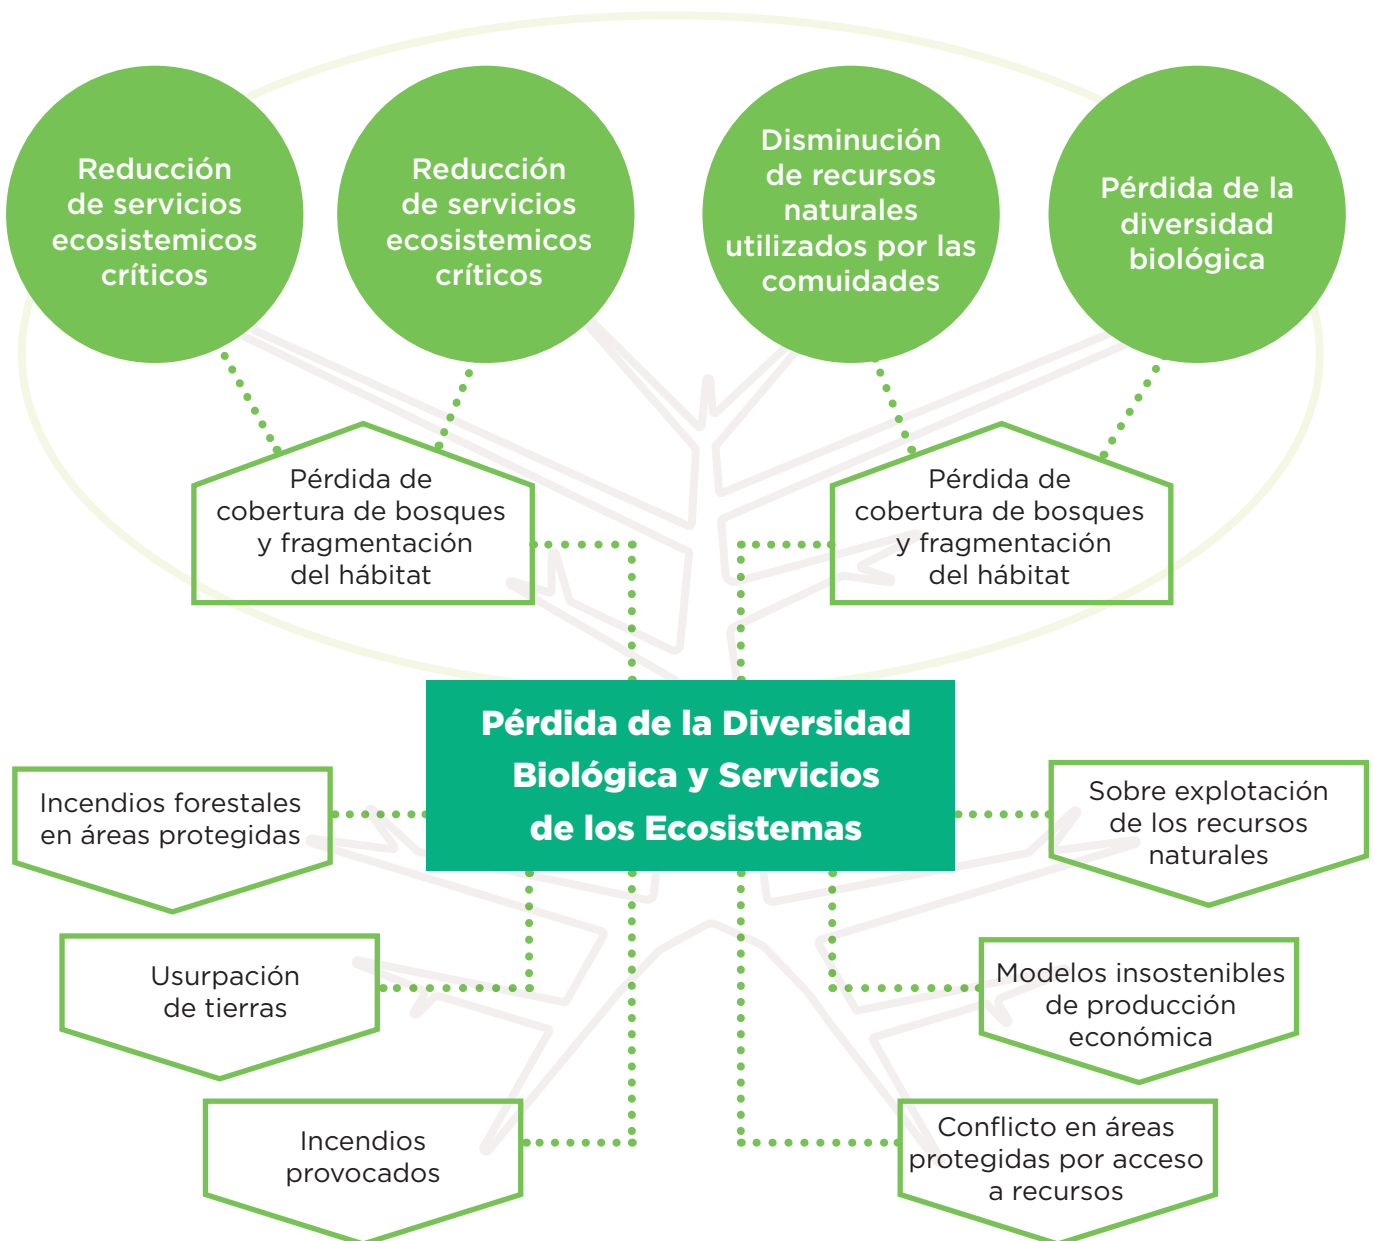 Reducción
de servicios
ecosistemicos
críticos
Reducción
de servicios
ecosistemicos
críticos
Disminución
de recursos
naturales
utilizados por las
comuidades
Pérdida de la
diversidad
biológica
Pérdida de
cobertura de bosques
y fragmentación
del hábitat
Pérdida de
cobertura de bosques
y fragmentación
del hábitat
Pérdida de la Diversidad
Biológica y Servicios
de los Ecosistemas
Incendios forestales
en áreas protegidas
Sobre explotación
de los recursos
naturales
Usurpación
de tierras
Modelos insostenibles
de producción
económica
Incendios
provocados
Conflicto en áreas
protegidas por acceso
a recursos